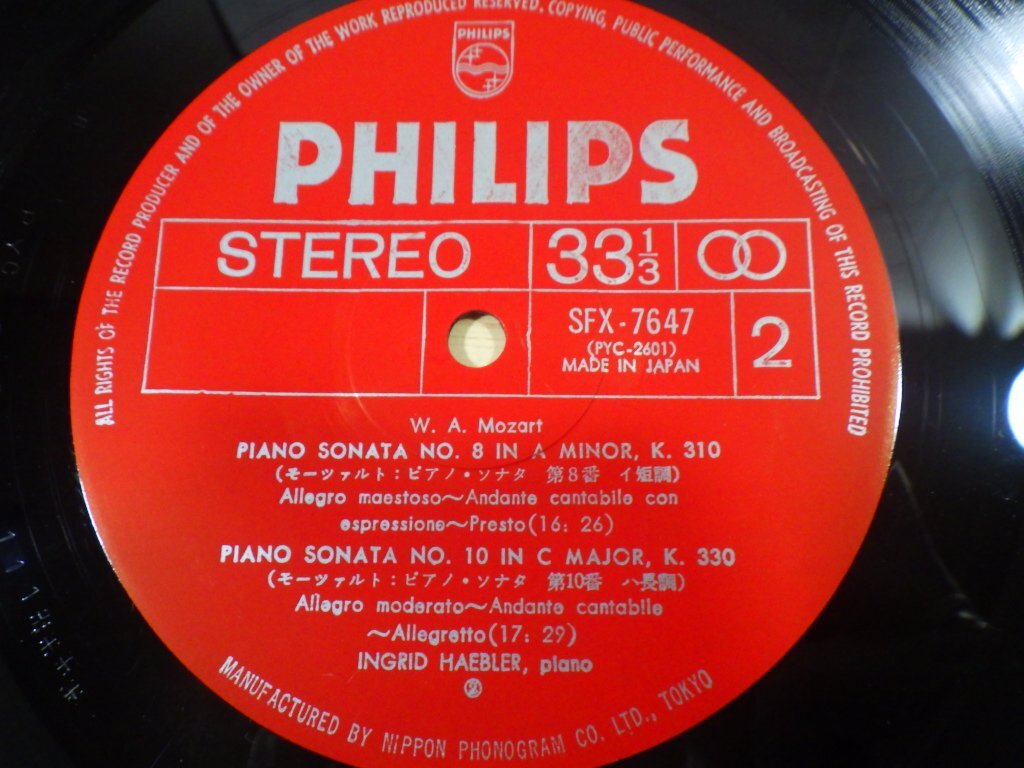 ALL RIGHTS OF THE RECORD PRODUCER AND OF THE OWNER OF THE WORK REPRODUCED RESERVED. COPYING, PUBLIC PERFORMANCE AND BROADCASTING OF THIS RECORD PROHIBITED
PHILIPS
PHILIPS
STEREO
33 1/3
SFX-7647
(PYC-2601)
MADE IN JAPAN
2
W. A. Mozart
PIANO SONATA NO. 8 IN A MINOR, K. 310
(モーツァルト:ピアノ・ソナタ 第8番 イ短調)
Allegro maestoso~Andante cantabile con
espressione~Presto(16: 26)
PIANO SONATA NO. 10 IN C MAJOR, K. 330
(モーツァルト:ピアノ・ソナタ 第10番 ハ長調)
Allegro moderato~Andante cantabile
~Allegretto(17: 29)
INGRID HAEBLER, piano
MANUFACTURED BY NIPPON PHONOGRAM CO. LTD., TOKYO